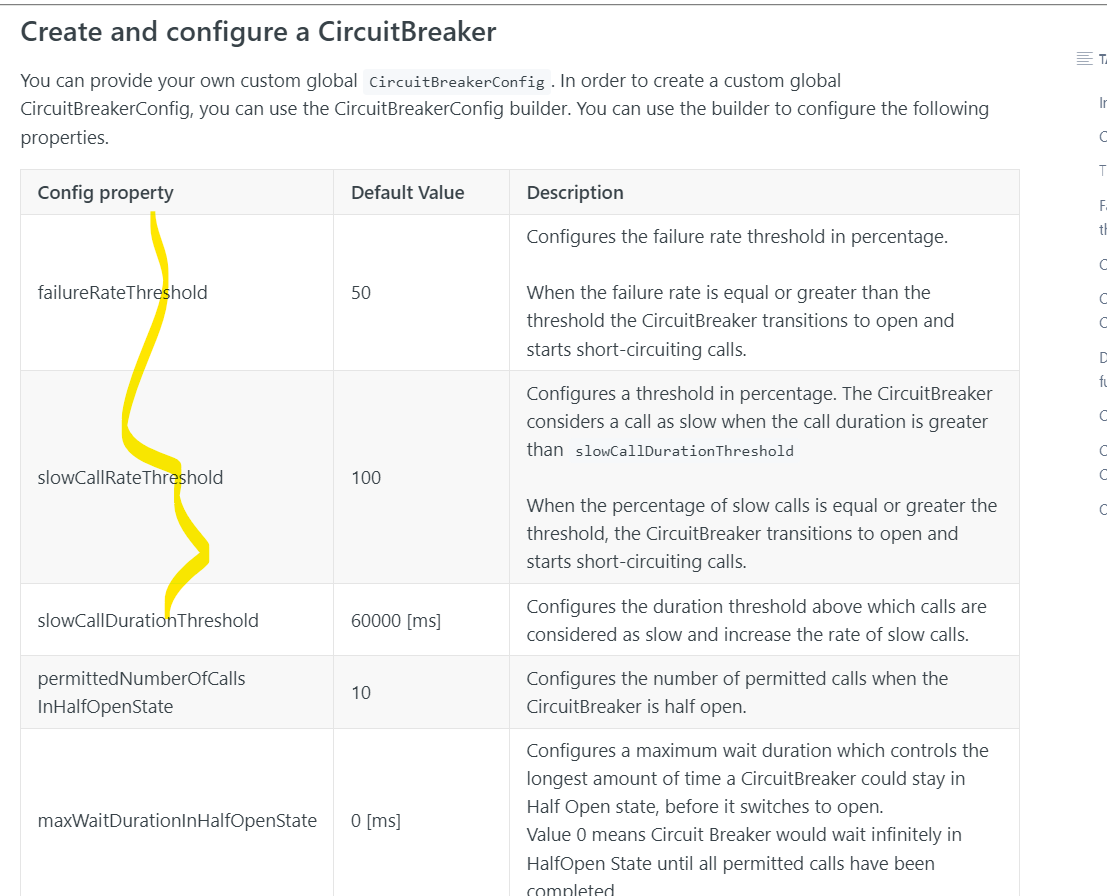 Create and configure a CircuitBreaker
You can provide your own custom global CircuitBreakerConfig. In order to create a custom global
CircuitBreakerConfig, you can use the CircuitBreakerConfig builder. You can use the builder to configure the following
properties.
Config property Default Value Description
failureRateThreshold 50 Configures the failure rate threshold in percentage.
When the failure rate is equal or greater than the
threshold the CircuitBreaker transitions to open and
starts short-circuiting calls.
slowCallRateThreshold 100 Configures a threshold in percentage. The CircuitBreaker
considers a call as slow when the call duration is greater
than slowCallDurationThreshold
When the percentage of slow calls is equal or greater the
threshold, the CircuitBreaker transitions to open and
starts short-circuiting calls.
slowCallDurationThreshold 60000 [ms] Configures the duration threshold above which calls are
considered as slow and increase the rate of slow calls.
permittedNumberOfCalls
InHalfOpenState 10 Configures the number of permitted calls when the
CircuitBreaker is half open.
maxWaitDurationInHalfOpenState 0 [ms] Configures a maximum wait duration which controls the
longest amount of time a CircuitBreaker could stay in
Half Open state, before it switches to open.
Value 0 means Circuit Breaker would wait infinitely in
HalfOpen State until all permitted calls have been
completed